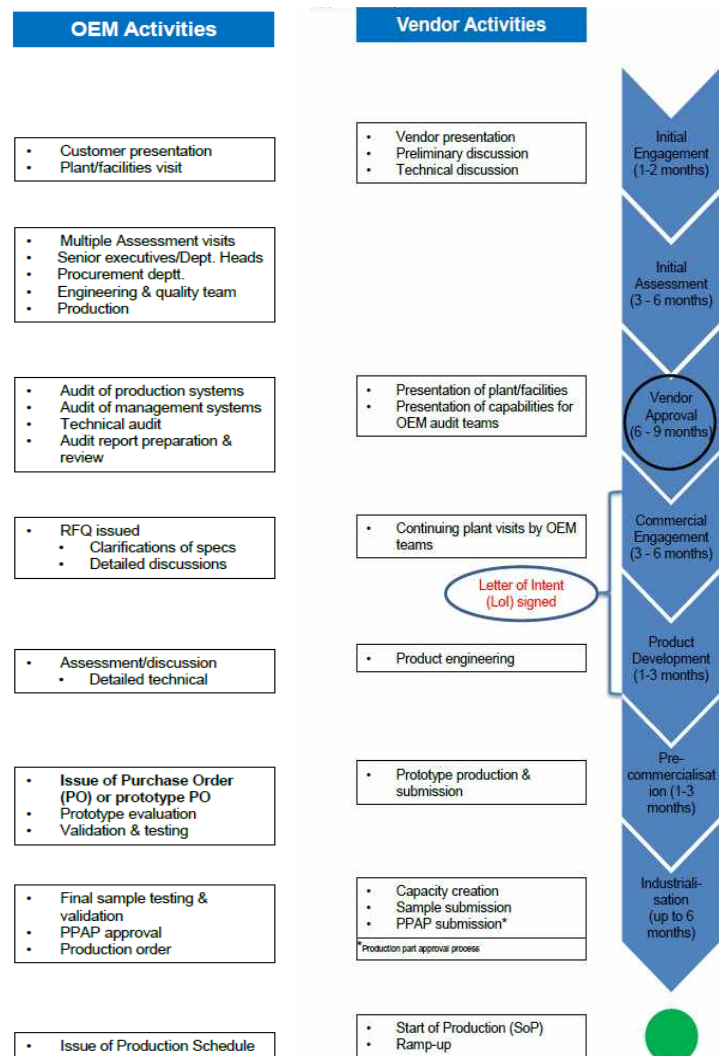 OEM Activities
Vendor Activities
• Customer presentation
• Plant/facilities visit
• Vendor presentation
• Preliminary discussion
• Technical discussion
Initial
Engagement
(1-2 months)
• Multiple Assessment visits
• Senior executives/Dept. Heads
• Procurement deptt.
• Engineering & quality team
• Production
Initial
Assessment
(3 - 6 months)
• Audit of production systems
• Audit of management systems
• Technical audit
• Audit report preparation &
review
• Presentation of plant/facilities
• Presentation of capabilities for
OEM audit teams
Vendor
Approval
(6 - 9 months)
• RFQ issued
• Clarifications of specs
• Detailed discussions
• Continuing plant visits by OEM
teams
Commercial
Engagement
(3 - 6 months)
Letter of Intent
(LoI) signed
• Assessment/discussion
• Detailed technical
• Product engineering
Product
Development
(1-3 months)
• Issue of Purchase Order
(PO) or prototype PO
• Prototype evaluation
• Validation & testing
• Prototype production &
submission
Pre-
commercialisat
ion (1-3
months)
• Final sample testing &
validation
• PPAP approval
• Production order
• Capacity creation
• Sample submission
• PPAP submission*
*Production part approval process
Industriali-
sation
(up to 6
months)
• Issue of Production Schedule
• Start of Production (SoP)
• Ramp-up